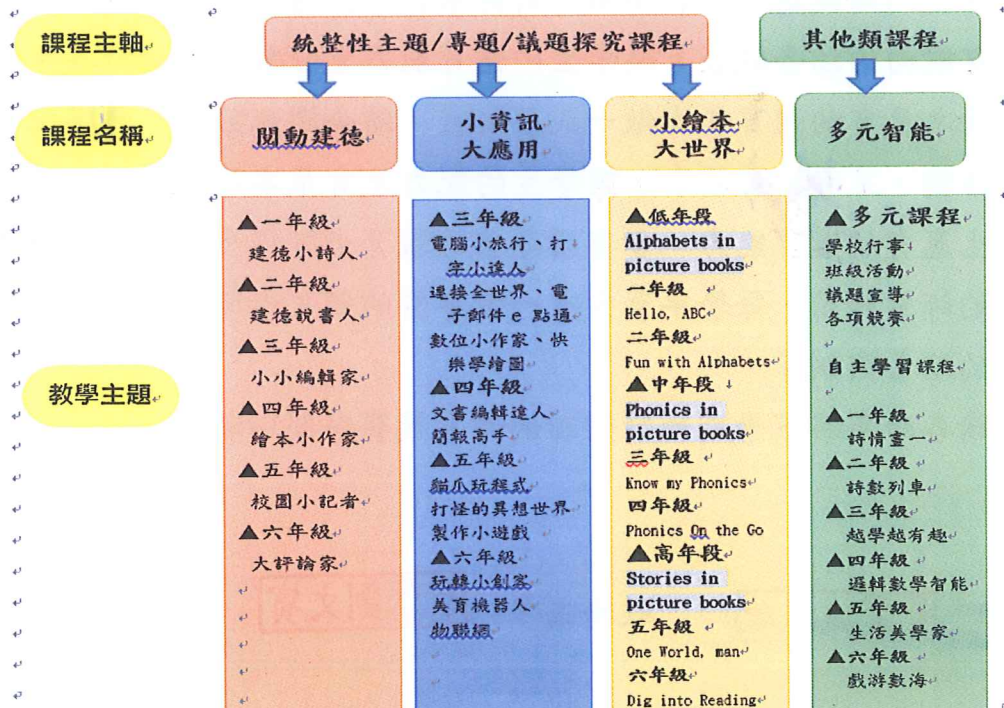 課程主軸
統整性主題/專題/議題探究課程
其他類課程
課程名稱
閱動建德
小資訊
大應用
小繪本
大世界
多元智能
教學主題
▲一年級
建德小詩人
▲二年級
建德說書人
▲三年級
小小編輯家
▲四年級
繪本小作家
▲五年級
校園小記者
▲六年級
大評論家
▲三年級
電腦小旅行、打
字小達人
連接全世界、電
子郵件 e 點通
數位小作家、快
樂學繪圖
▲四年級
文書編輯達人
簡報高手
▲五年級
貓爪玩程式
打怪的異想世界
製作小遊戲
▲六年級
玩轉小創客
美育機器人
物聯網
▲低年段
Alphabets in
picture books
一年級
Hello, ABC
二年級
Fun with Alphabets
▲中年段
Phonics in
picture books
三年級
Know my Phonics
四年級
Phonics On the Go
▲高年段
Stories in
picture books
五年級
One World, man
六年級
Dig into Reading
▲多元課程
學校行事
班級活動
議題宣導
各項競賽
自主學習課程
▲一年級
詩情畫一
▲二年級
詩數列車
▲三年級
越學越有趣
▲四年級
邏輯數學智能
▲五年級
生活美學家
▲六年級
戲游數海